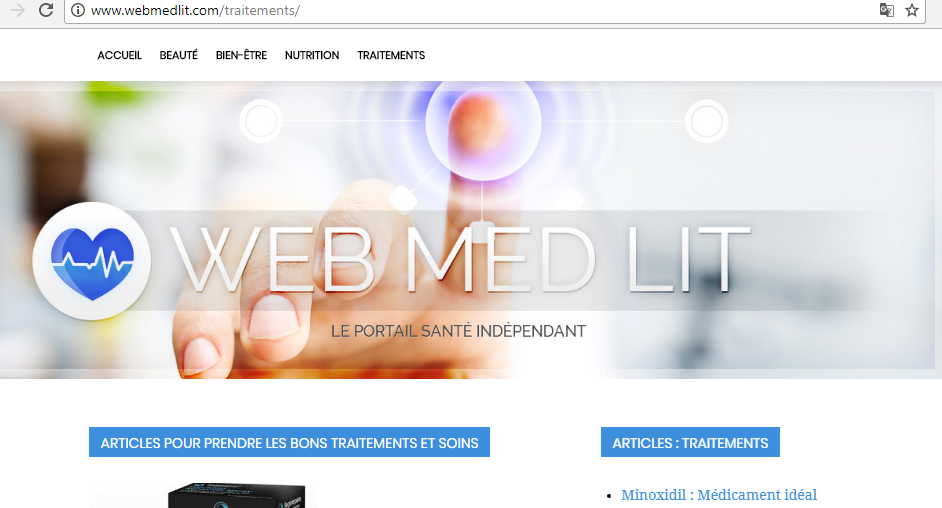 www.webmedlit.com/traitements/
ACCUEIL BEAUTÉ BIEN-ÊTRE NUTRITION TRAITEMENTS
WEB MED LIT
LE PORTAIL SANTÉ INDÉPENDANT
ARTICLES POUR PRENDRE LES BONS TRAITEMENTS ET SOINS
ARTICLES : TRAITEMENTS
Minoxidil : Médicament idéal